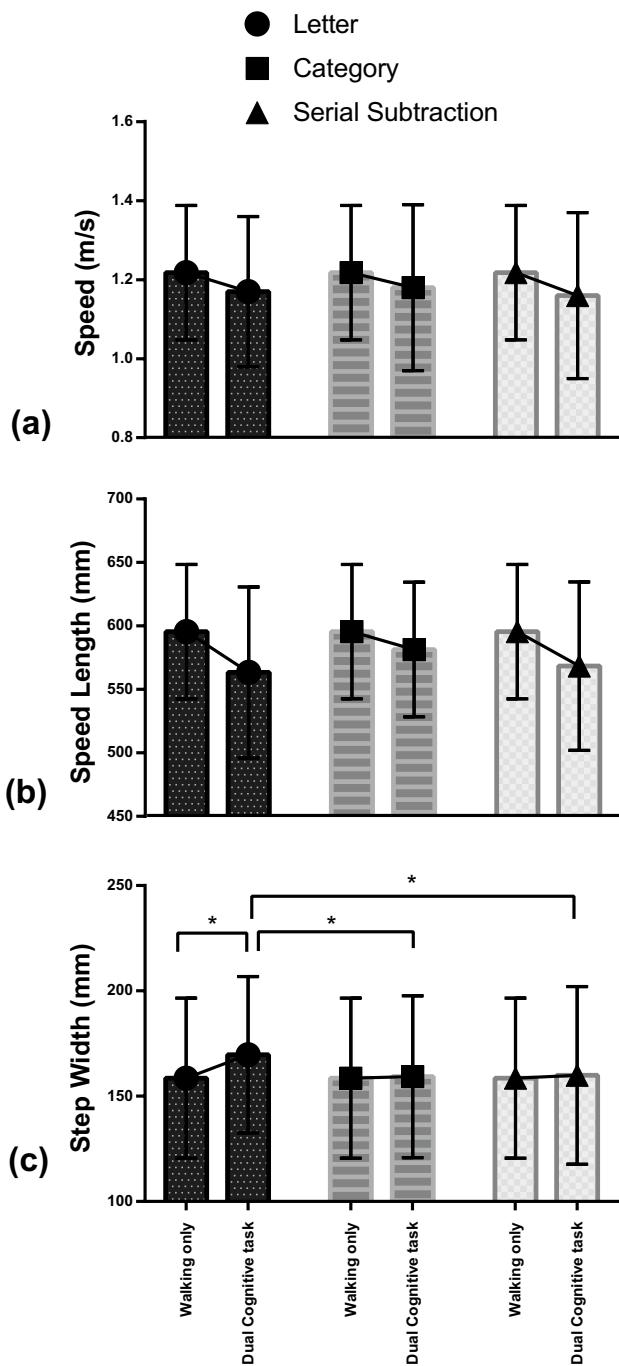 Letter
Category
Serial Subtraction
1.6
1.4
1.2
1.0
0.8
Speed (m/s)
(a)
700
650
600
550
500
450
Speed Length (mm)
(b)
250
200
150
100
Step Width (mm)
(c)
*
*
*
Walking only
Dual Cognitive task
Walking only
Dual Cognitive task
Walking only
Dual Cognitive task